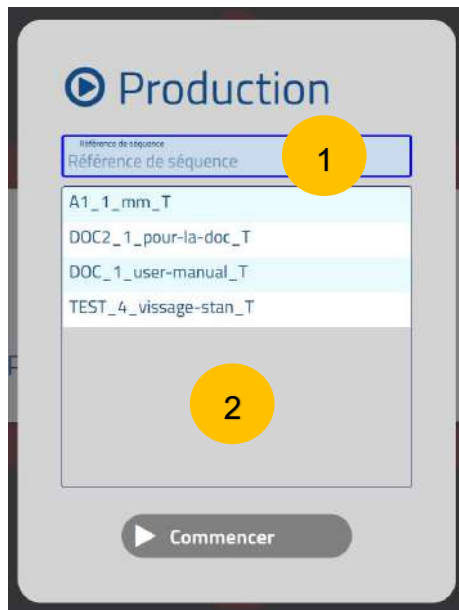 Production
Référence de séquence
Référence de séquence
1
A1_1_mm_T
DOC2_1_pour-la-doc_T
DOC_1_user-manual_T
TEST_4_vissage-stan_T
2
Commencer